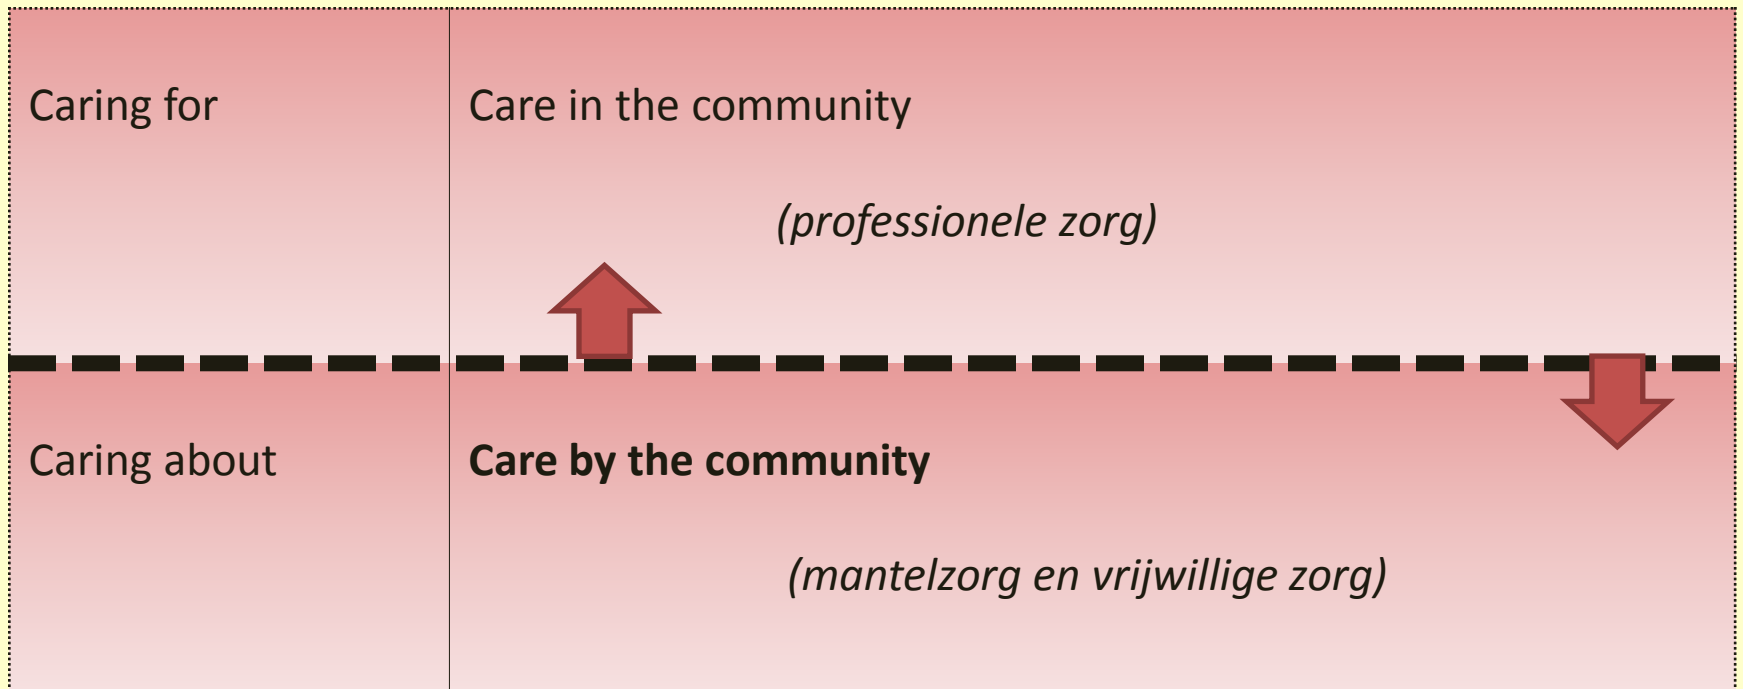 Caring for
Care in the community
(professionele zorg)
Caring about
Care by the community
(mantelzorg en vrijwillige zorg)